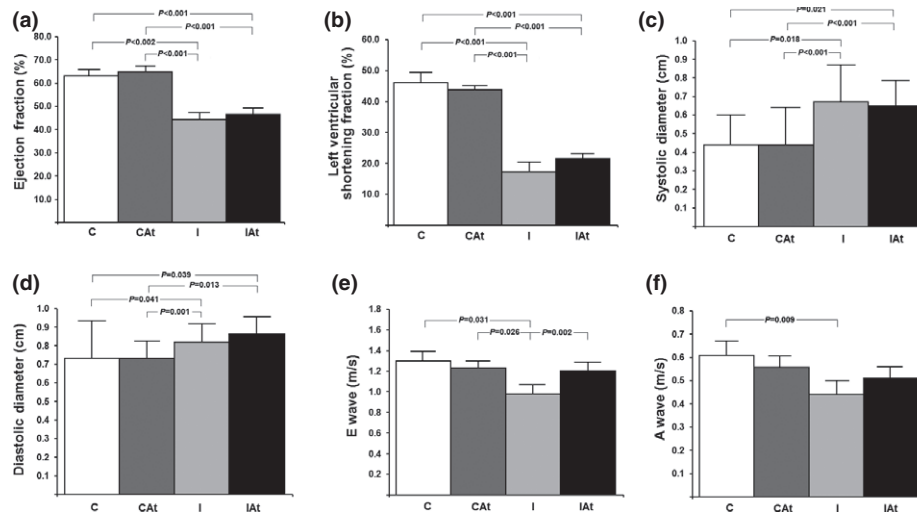 (a)
P<0.001
P<0.001
P<0.002
P<0.001
Ejection fraction (%)
80.0
70.0
60.0
50.0
40.0
30.0
20.0
10.0
C CAt I IAt
(b)
P<0.001
P<0.001
P<0.001
P<0.001
Left ventricular
shortening fraction (%)
60.0
50.0
40.0
30.0
20.0
10.0
C CAt I IAt
(c)
P=0.021
P<0.001
P=0.018
P<0.001
Systolic diameter (cm)
1.0
0.9
0.8
0.7
0.6
0.5
0.4
0.3
0.2
0.1
C CAt I IAt
(d)
P=0.039
P=0.013
P=0.041
P=0.001
Diastolic diameter (cm)
1.0
0.9
0.8
0.7
0.6
0.5
0.4
0.3
0.2
0.1
C CAt I IAt
(e)
P=0.031
P=0.026 P=0.002
E wave (m/s)
1.8
1.6
1.4
1.2
1.0
0.8
0.6
0.4
0.2
C CAt I IAt
(f)
P=0.009
A wave (m/s)
0.8
0.7
0.6
0.5
0.4
0.3
0.2
0.1
C CAt I IAt